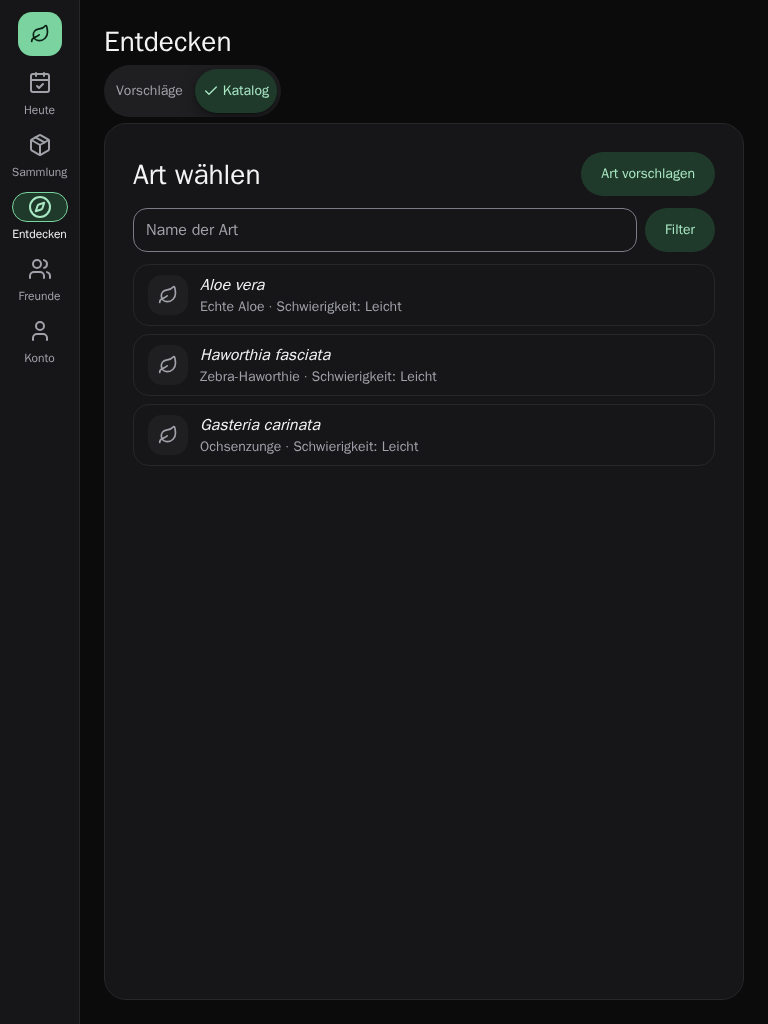 Heute
Sammlung
Entdecken
Freunde
Konto
Entdecken
Vorschläge
Katalog
Art wählen
Art vorschlagen
Name der Art
Filter
Aloe vera
Echte Aloe · Schwierigkeit: Leicht
Haworthia fasciata
Zebra-Haworthie · Schwierigkeit: Leicht
Gasteria carinata
Ochsenzunge · Schwierigkeit: Leicht